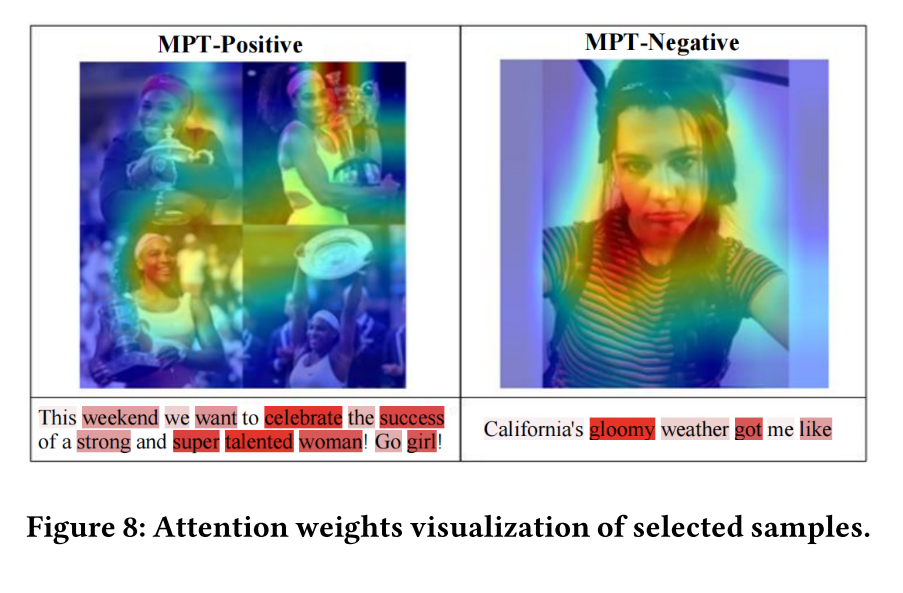 MPT-Positive
MPT-Negative
This weekend we want to celebrate the success
of a strong and super talented woman! Go girl!
California's gloomy weather got me like
Figure 8: Attention weights visualization of selected samples.